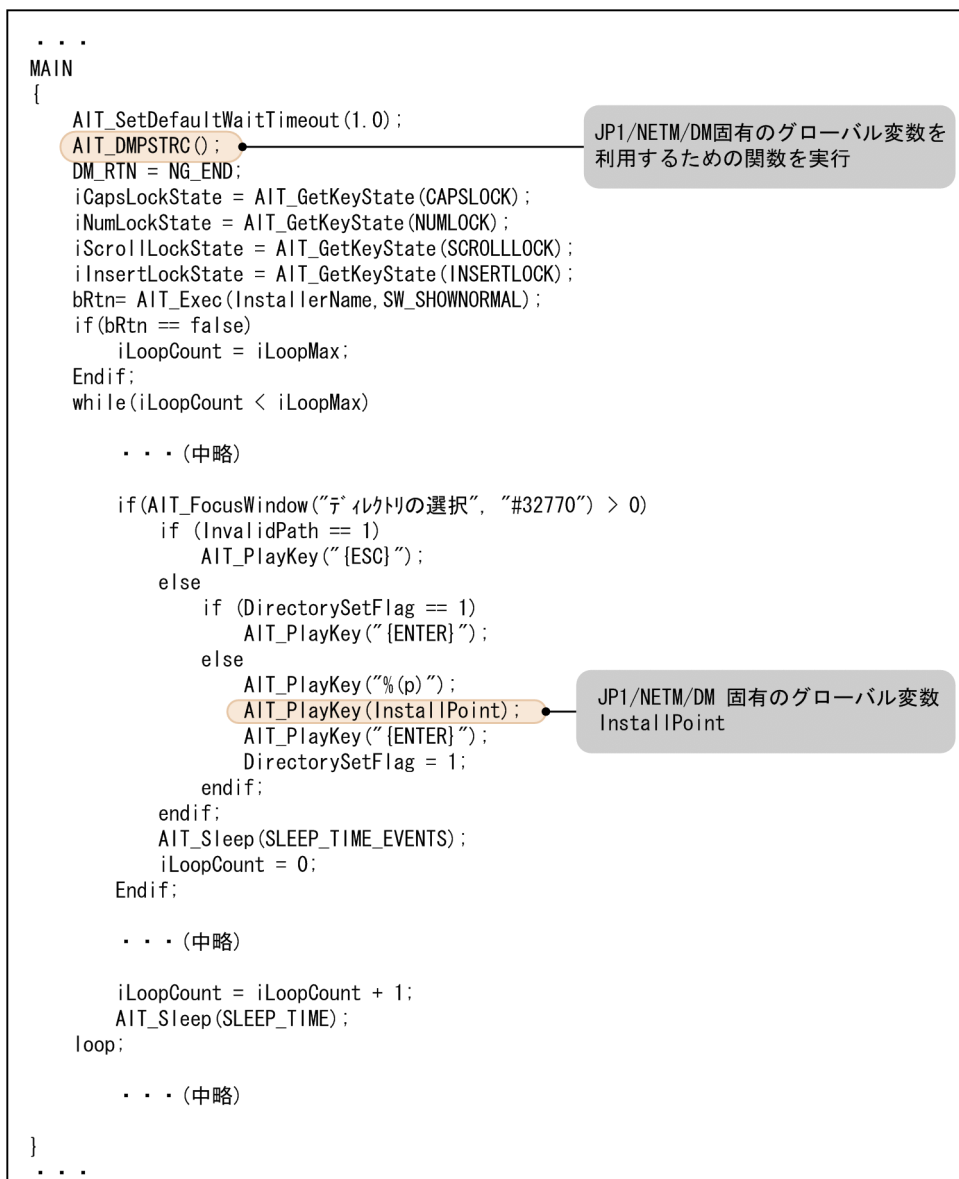 ・・・
MAIN
{
AIT_SetDefaultWaitTimeout(1.0);
AIT_DMPSTRC();
JP1/NETM/DM固有のグローバル変数を
利用するための関数を実行
DM_RTN = NG_END;
iCapsLockState = AIT_GetKeyState(CAPSLOCK);
iNumLockState = AIT_GetKeyState(NUMLOCK);
iScrollLockState = AIT_GetKeyState(SCROLLLOCK);
iInsertLockState = AIT_GetKeyState(INSERTLOCK);
bRtn= AIT_Exec(InstallerName,SW_SHOWNORMAL);
if(bRtn == false)
iLoopCount = iLoopMax;
Endif;
while(iLoopCount < iLoopMax)
・・・(中略)
if(AIT_FocusWindow("ﾃﾞｨﾚｸﾄﾘの選択", "#32770") > 0)
if (InvalidPath == 1)
AIT_PlayKey("{ESC}");
else
if (DirectorySetFlag == 1)
AIT_PlayKey("{ENTER}");
else
AIT_PlayKey("%(p)");
AIT_PlayKey(InstallPoint);
JP1/NETM/DM 固有のグローバル変数
InstallPoint
AIT_PlayKey("{ENTER}");
DirectorySetFlag = 1;
endif;
endif;
AIT_Sleep(SLEEP_TIME_EVENTS);
iLoopCount = 0;
Endif;
・・・(中略)
iLoopCount = iLoopCount + 1;
AIT_Sleep(SLEEP_TIME);
loop;
・・・(中略)
}
・・・